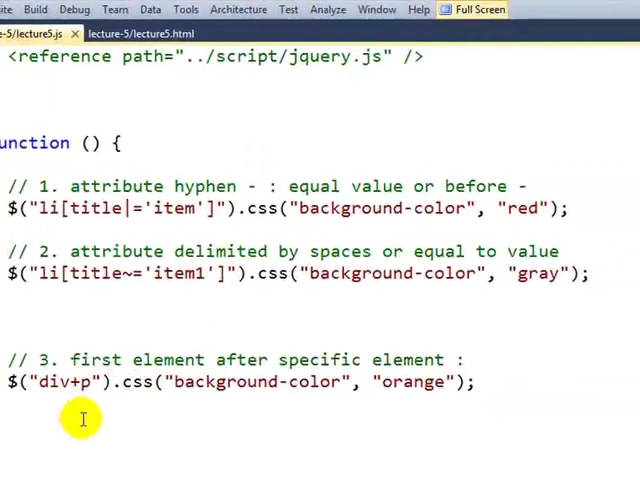 ite Build Debug Team Data Tools Architecture Test Analyze Window Help Full Screen
e-5/lecture5.js lecture-5/lecture5.html
<reference path="../script/jquery.js" />
unction () {
// 1. attribute hyphen - : equal value or before -
$("li[title|='item']").css("background-color", "red");
// 2. attribute delimited by spaces or equal to value
$("li[title~='item1']").css("background-color", "gray");
// 3. first element after specific element :
$("div+p").css("background-color", "orange");